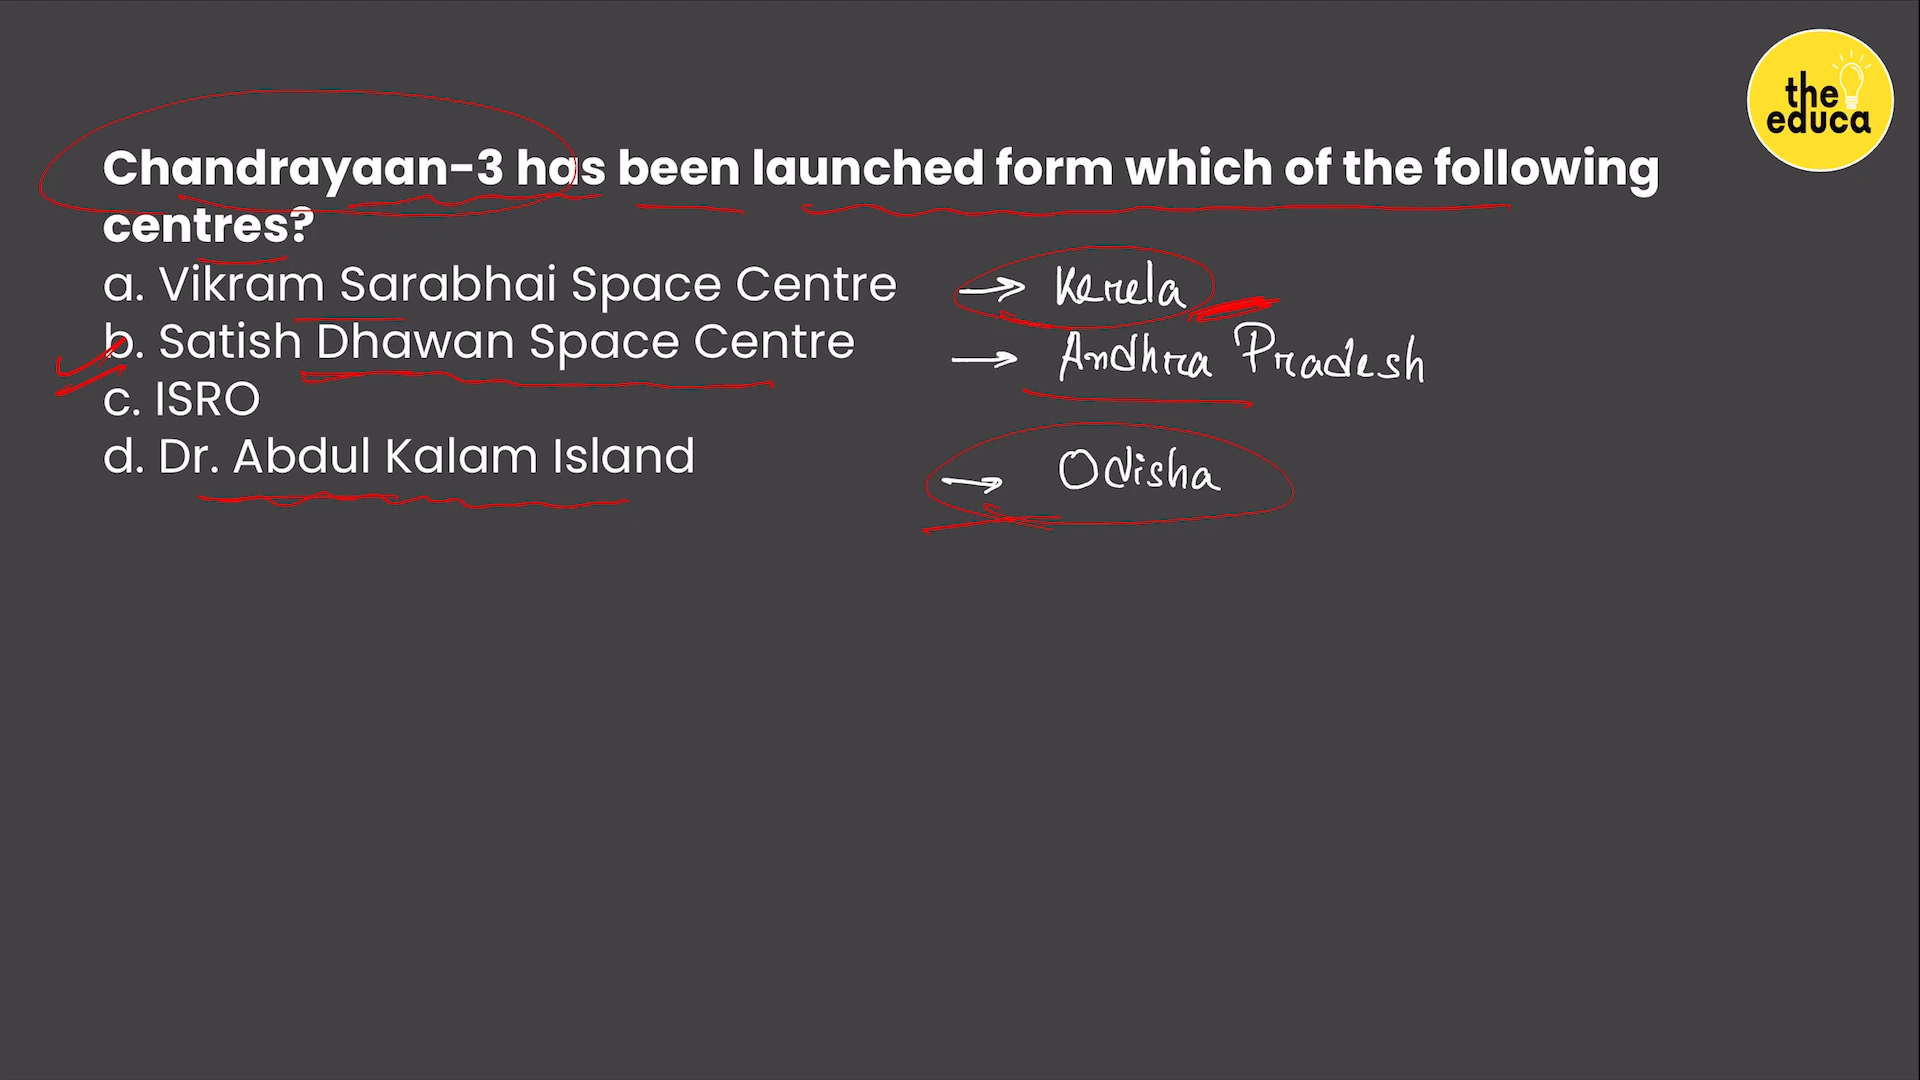 the
educa
Chandrayaan-3 has been launched form which of the following
centres?
a. Vikram Sarabhai Space Centre → Kerela
b. Satish Dhawan Space Centre → Andhra Pradesh
c. ISRO
d. Dr. Abdul Kalam Island → Odisha